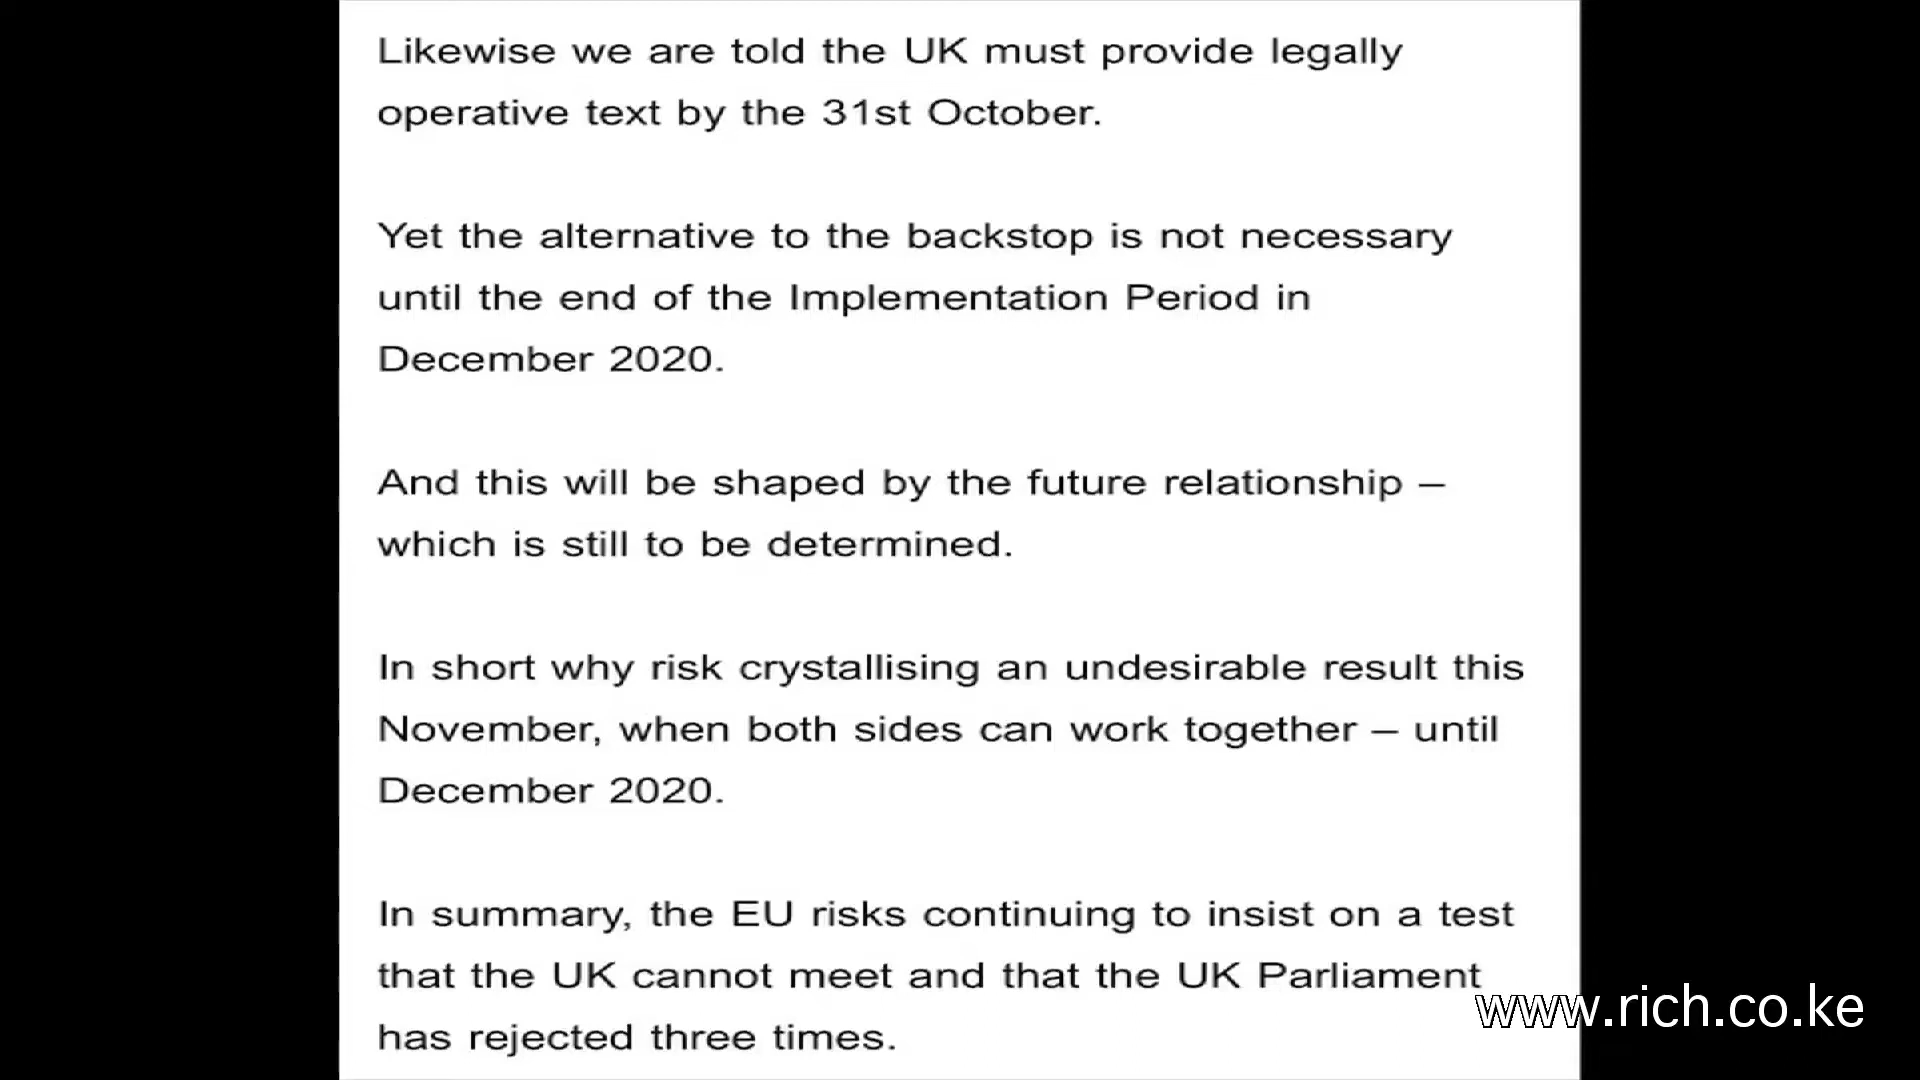 Likewise we are told the UK must provide legally
operative text by the 31st October.
Yet the alternative to the backstop is not necessary
until the end of the Implementation Period in
December 2020.
And this will be shaped by the future relationship –
which is still to be determined.
In short why risk crystallising an undesirable result this
November, when both sides can work together – until
December 2020.
In summary, the EU risks continuing to insist on a test
that the UK cannot meet and that the UK Parliament
has rejected three times.
www.rich.co.ke